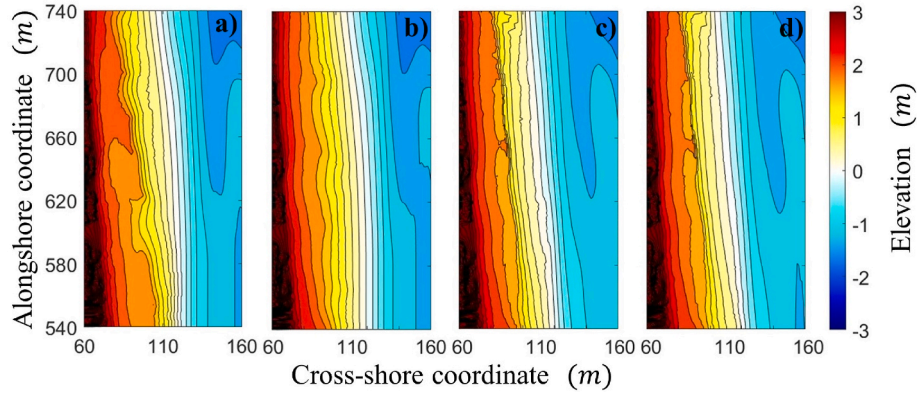 a) b) c) d)
740
700
660
620
580
540
Alongshore coordinate (m)
60 110 160 60 110 160 60 110 160 60 110 160
Cross-shore coordinate (m)
3
2
1
0
-1
-2
-3
Elevation (m)